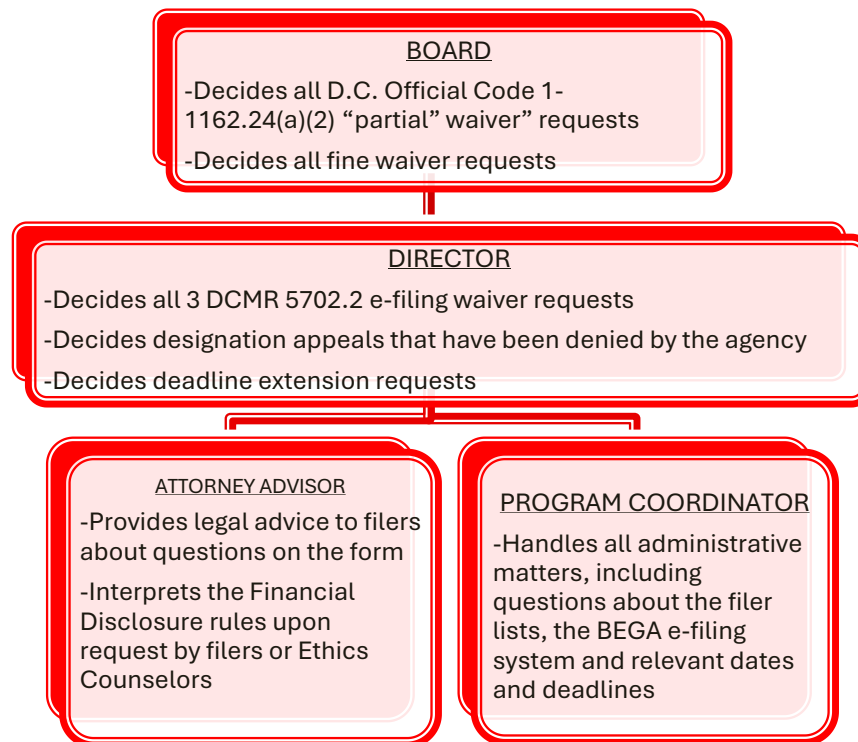 BOARD
-Decides all D.C. Official Code 1-
1162.24(a)(2) “partial” waiver” requests
-Decides all fine waiver requests
DIRECTOR
-Decides all 3 DCMR 5702.2 e-filing waiver requests
-Decides designation appeals that have been denied by the agency
-Decides deadline extension requests
ATTORNEY ADVISOR
-Provides legal advice to filers
about questions on the form
-Interprets the Financial
Disclosure rules upon
request by filers or Ethics
Counselors
PROGRAM COORDINATOR
-Handles all administrative
matters, including
questions about the filer
lists, the BEGA e-filing
system and relevant dates
and deadlines